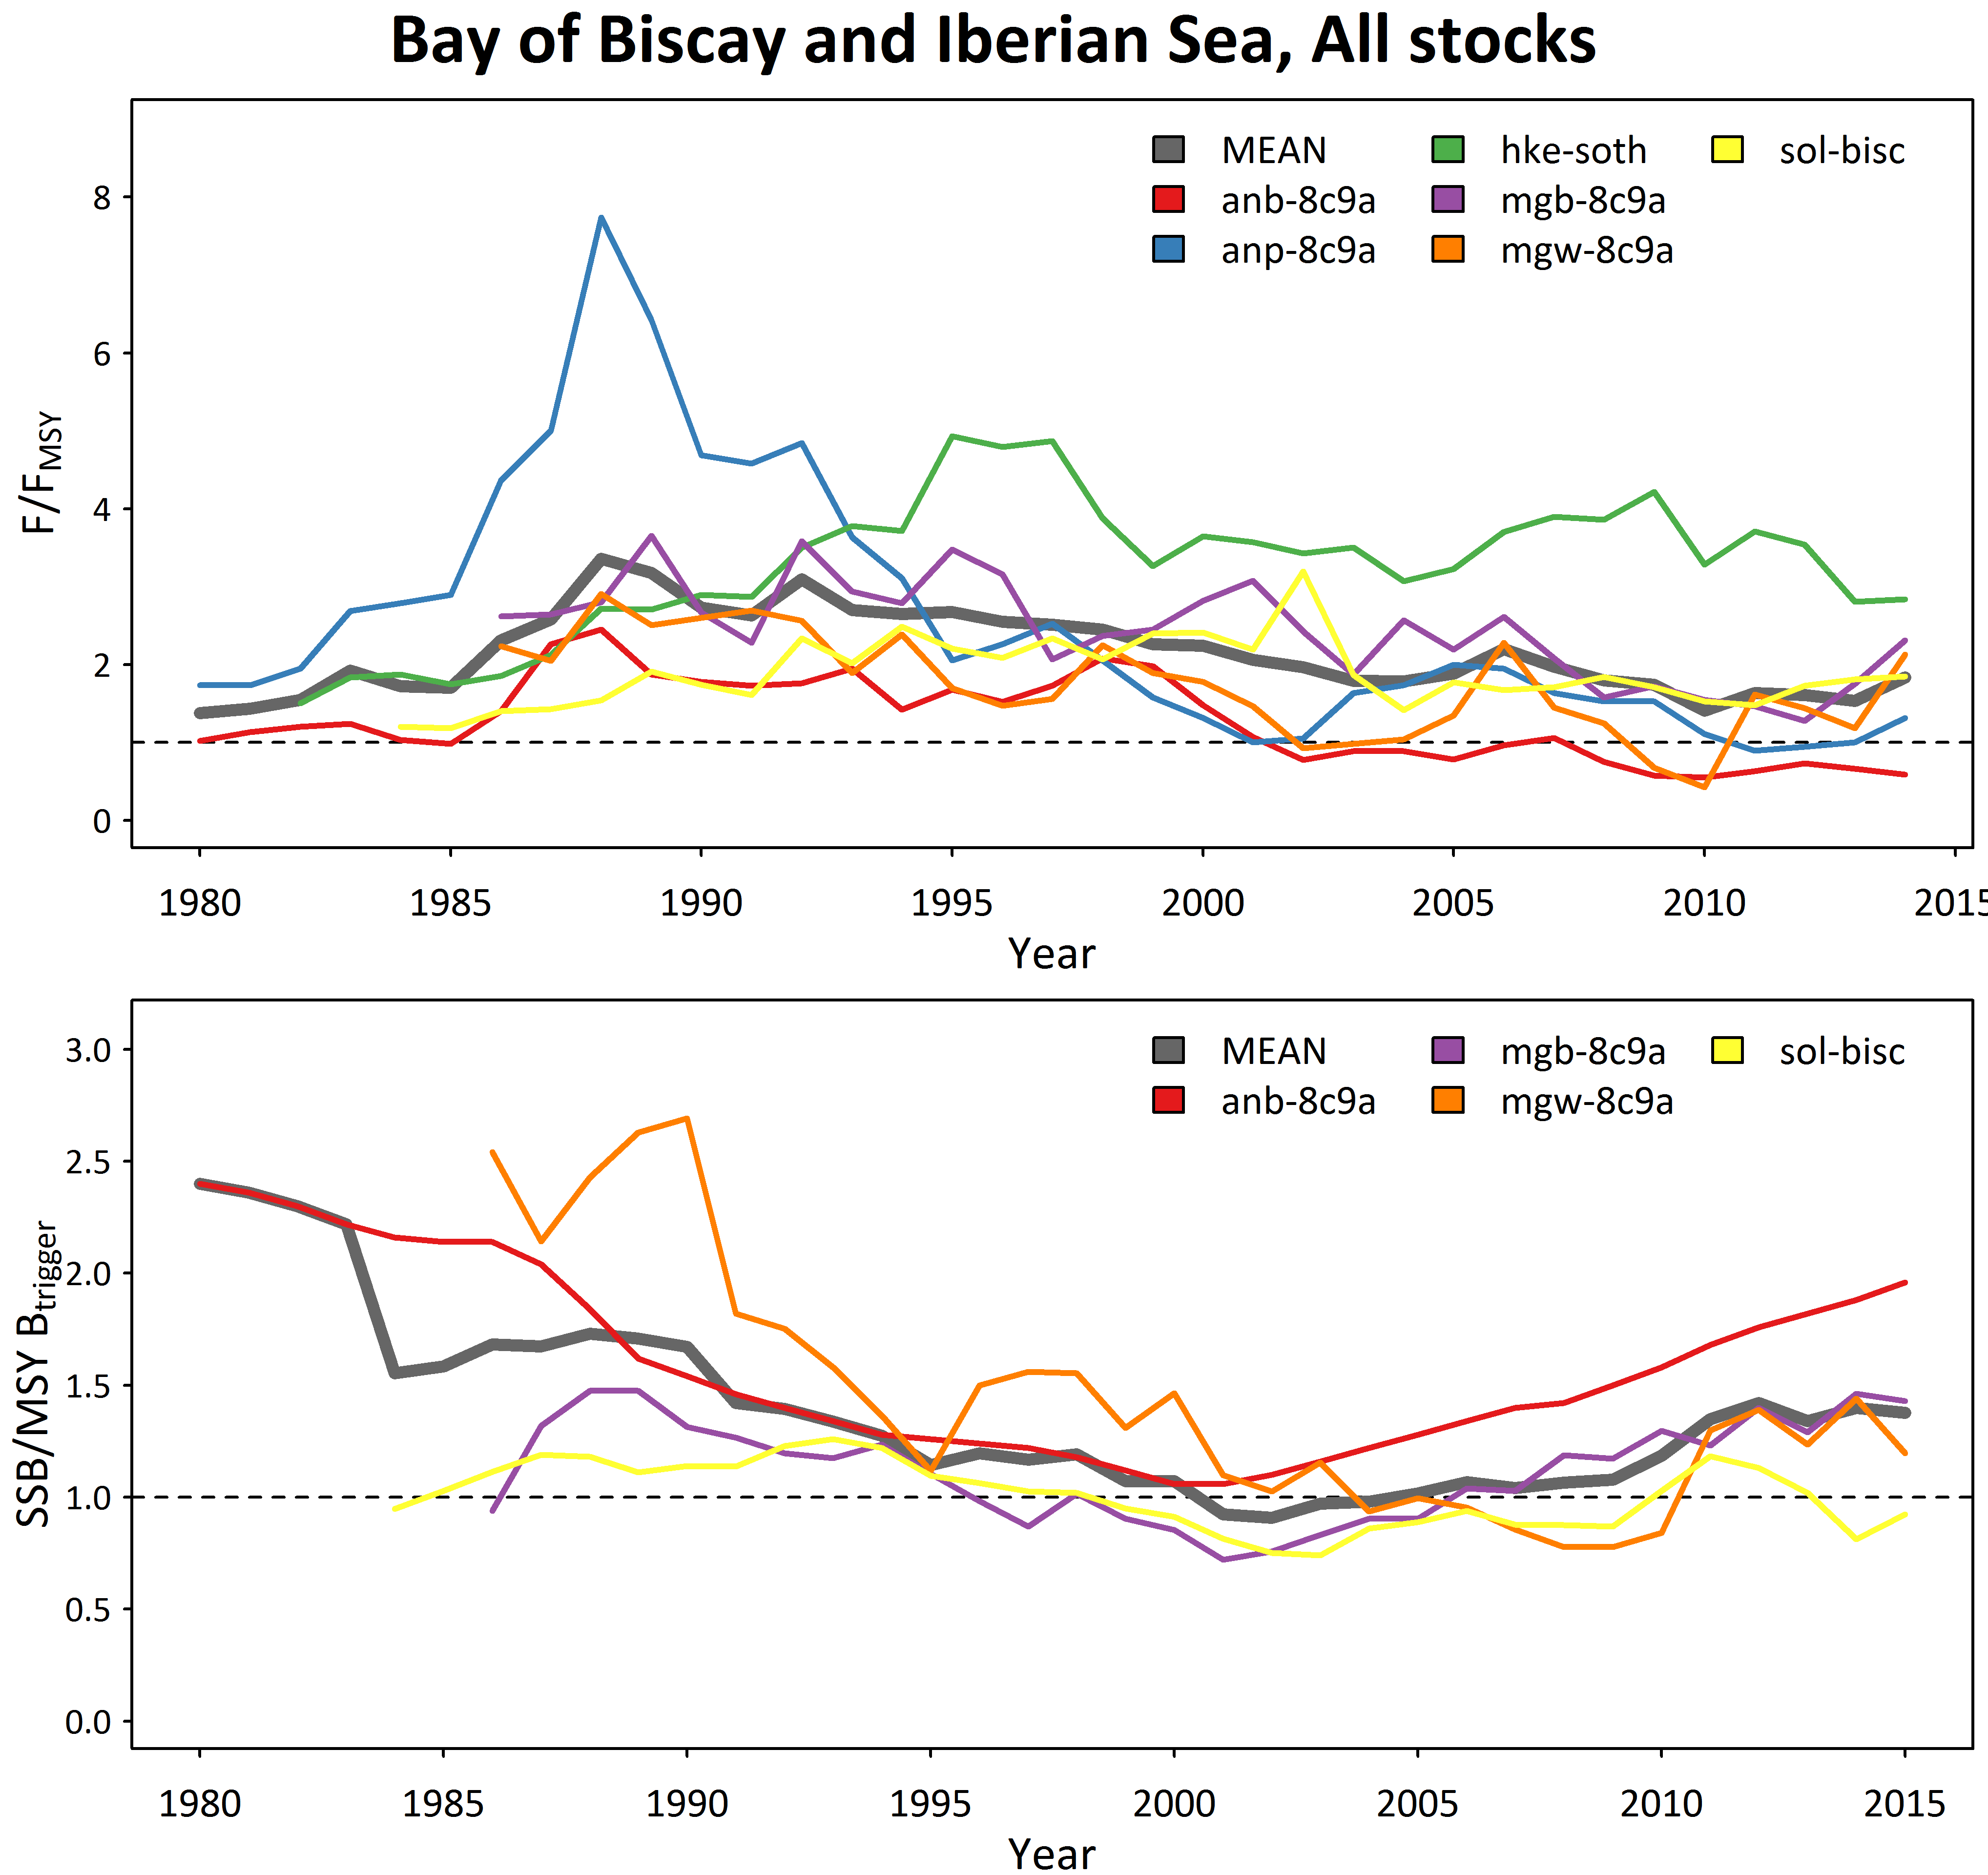 Bay of Biscay and Iberian Sea, All stocks
MEAN hke-soth sol-bisc
anb-8c9a mgb-8c9a
anp-8c9a mgw-8c9a
8
6
4
2
0
F/FMSY
1980 1985 1990 1995 2000 2005 2010 2015
Year
MEAN mgb-8c9a sol-bisc
anb-8c9a mgw-8c9a
3.0
2.5
2.0
1.5
1.0
0.5
0.0
SSB/MSY Btrigger
1980 1985 1990 1995 2000 2005 2010 2015
Year